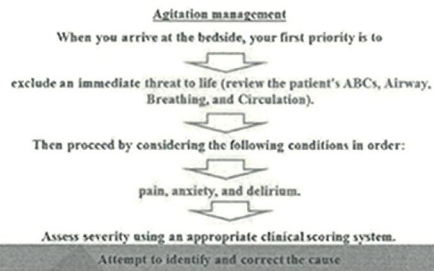 Agitation management
When you arrive at the bedside, your first priority is to
exclude an immediate threat to life (review the patient's ABCs, Airway,
Breathing, and Circulation).
Then proceed by considering the following conditions in order:
pain, anxiety, and delirium.
Assess severity using an appropriate clinical scoring system.
Attempt to identify and correct the cause